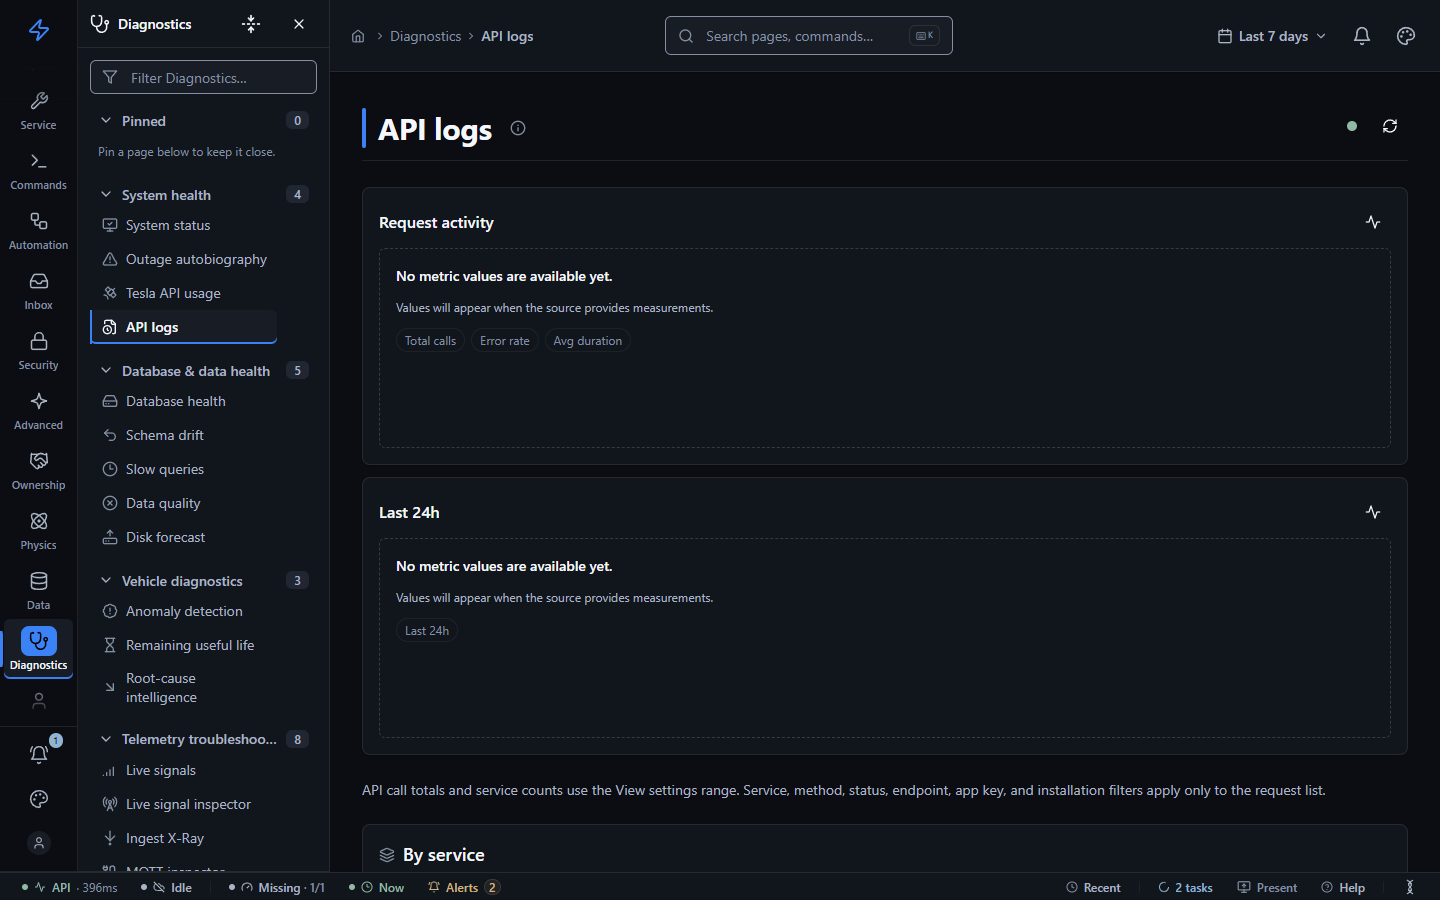 Diagnostics
Diagnostics
API logs
Search pages, commands...
K
Last 7 days
Filter Diagnostics...
Service
Commands
Automation
Inbox
Security
Advanced
Ownership
Physics
Data
Diagnostics
1
Pinned
0
Pin a page below to keep it close.
System health
4
System status
Outage autobiography
Tesla API usage
API logs
Database & data health
5
Database health
Schema drift
Slow queries
Data quality
Disk forecast
Vehicle diagnostics
3
Anomaly detection
Remaining useful life
Root-cause
intelligence
Telemetry troubleshoo...
8
Live signals
Live signal inspector
Ingest X-Ray
API logs
Request activity
No metric values are available yet.
Values will appear when the source provides measurements.
Total calls
Error rate
Avg duration
Last 24h
No metric values are available yet.
Values will appear when the source provides measurements.
Last 24h
API call totals and service counts use the View settings range. Service, method, status, endpoint, app key, and installation filters apply only to the request list.
By service
API · 396ms
Idle
Missing · 1/1
Now
Alerts 2
Recent
2 tasks
Present
Help